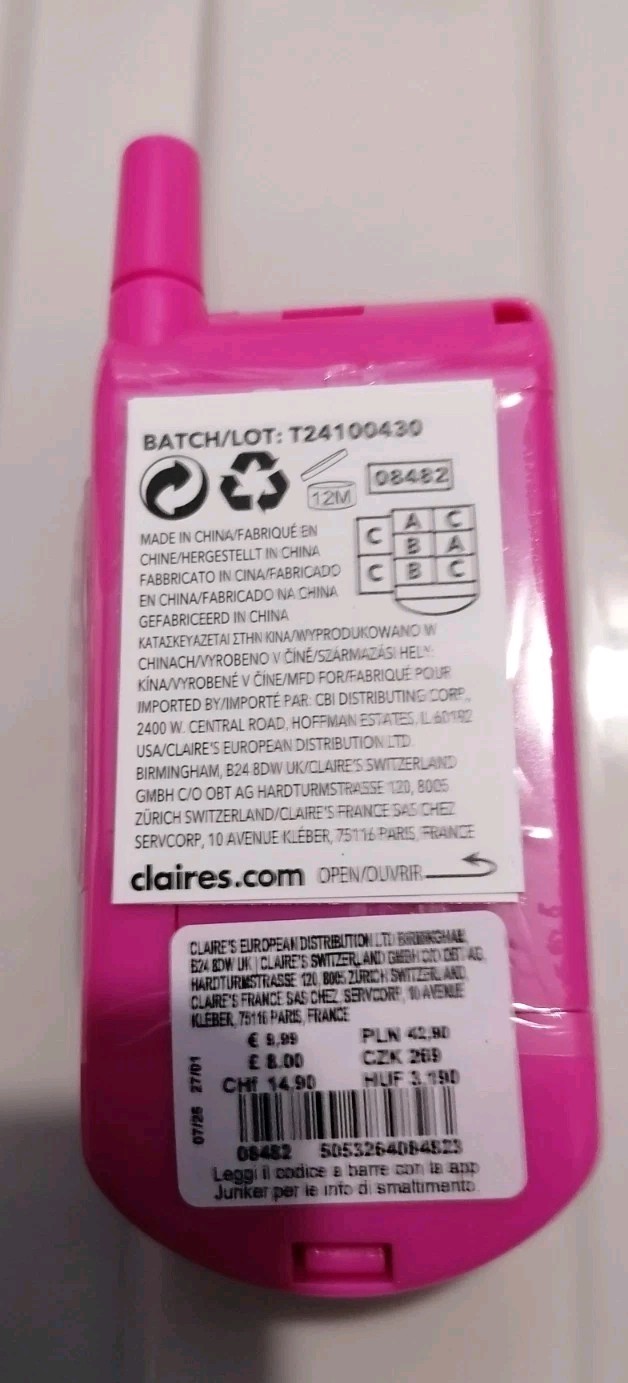 BATCH/LOT: T24100430
12M
08482
A C
C B A
C B C
MADE IN CHINA/FABRIQUÉ EN
CHINE/HERGESTELLT IN CHINA
FABBRICATO IN CINA/FABRICADO
EN CHINA/FABRICADO NA CHINA
GEFABRICEERD IN CHINA
ΚΑΤΑΣΚΕΥΑΖΕΤΑΙ ΣΤΗΝ ΚΙΝΑ/WYPRODUKOWANO W
CHINACH/VYROBENO V ČÍNĚ/SZÁRMAZÁSI HELY:
KÍNA/VYROBENÉ V ČÍNE/MFD FOR/FABRIQUÉ POUR
IMPORTED BY/IMPORTÉ PAR: CBI DISTRIBUTING CORP.,
2400 W. CENTRAL ROAD, HOFFMAN ESTATES, IL 60192
USA/CLAIRE'S EUROPEAN DISTRIBUTION LTD.
BIRMINGHAM, B24 8DW UK/CLAIRE'S SWITZERLAND
GMBH C/O OBT AG HARDTURMSTRASSE 120, 8005
ZÜRICH SWITZERLAND/CLAIRE'S FRANCE SAS CHEZ
SERVCORP, 10 AVENUE KLÉBER, 75116 PARIS, FRANCE
claires.com OPEN/OUVRIR
CLAIRE'S EUROPEAN DISTRIBUTION LTD BIRMINGHAM,
B24 8DW UK | CLAIRE'S SWITZERLAND GMBH C/O OBT AG,
HARDTURMSTRASSE 120, 8005 ZURICH SWITZERLAND,
CLAIRE'S FRANCE SAS CHEZ, SERVCORP, 10 AVENUE
KLEBER, 75116 PARIS, FRANCE
€ 9,99 PLN 42,90
£ 8.00 CZK 269
CHf 14.90 HUF 3.190
27/01
08482 5053264084823
Leggi il codice a barre con la app
Junker per le info di smaltimento.